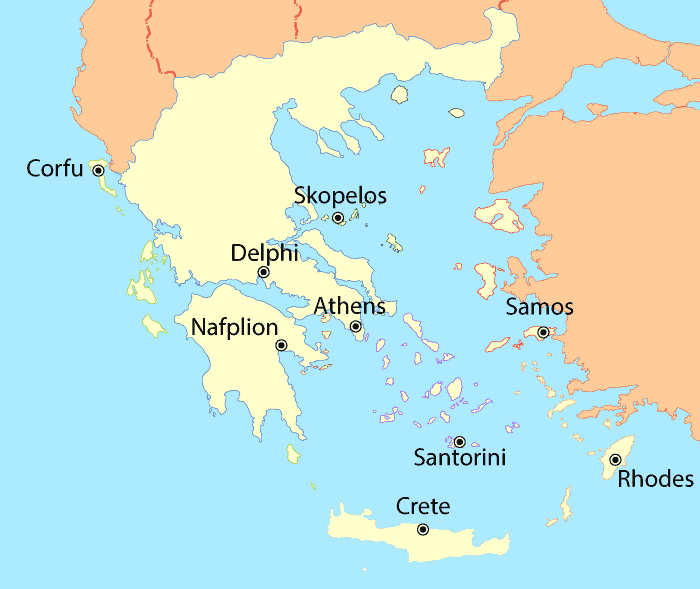 Corfu
Skopelos
Delphi
Athens
Samos
Nafplion
Santorini
Rhodes
Crete